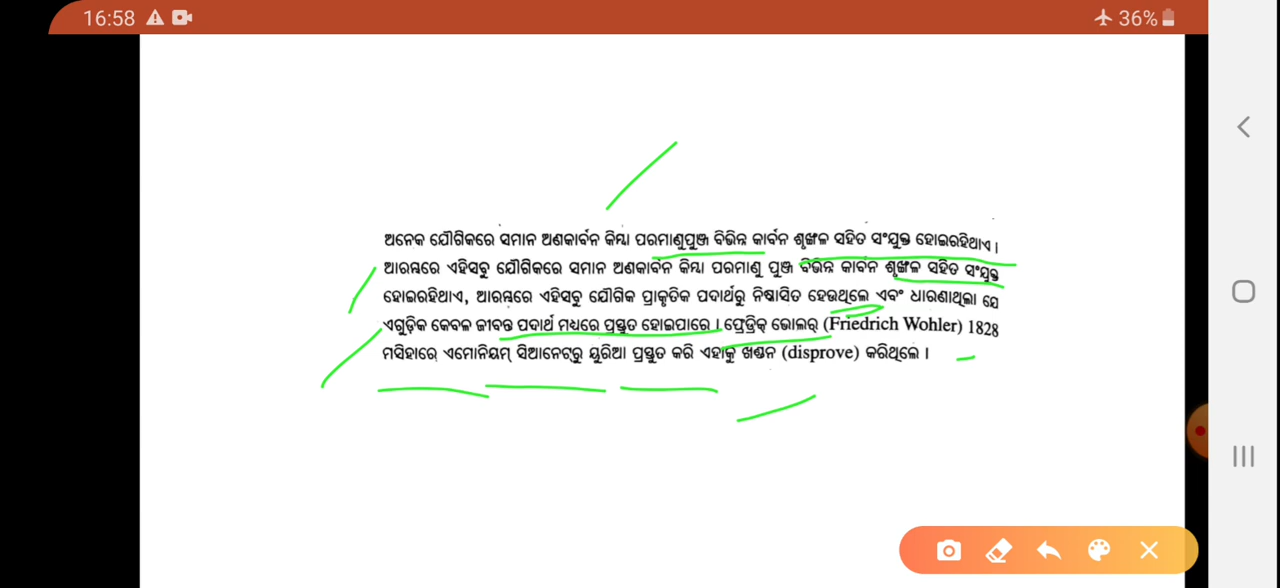 16:58
36%
ଅନେକ ଯୌଗିକରେ ସମାନ ଅଣକାର୍ବନ କିମ୍ବା ପରମାଣୁପୁଞ୍ଜ ବିଭିନ୍ନ କାର୍ବନ ଶୃଙ୍ଖଳ ସହିତ ସଂଯୁକ୍ତ ହୋଇରହିଥାଏ।
ଆରମ୍ଭରେ ଏହିସବୁ ଯୌଗିକରେ ସମାନ ଅଣକାର୍ବନ କିମ୍ବା ପରମାଣୁ ପୁଞ୍ଜ ବିଭିନ୍ନ କାର୍ବନ ଶୃଙ୍ଖଳ ସହିତ ସଂଯୁକ୍ତ
ହୋଇରହିଥାଏ, ଆରମ୍ଭରେ ଏହିସବୁ ଯୌଗିକ ପ୍ରାକୃତିକ ପଦାର୍ଥରୁ ନିଷ୍କାସିତ ହେଉଥିଲେ ଏବଂ ଧାରଣାଥିଲା ଯେ
ଏଗୁଡ଼ିକ କେବଳ ଜୀବନ୍ତ ପଦାର୍ଥ ମଧ୍ୟରେ ପ୍ରସ୍ତୁତ ହୋଇପାରେ। ଫ୍ରେଡ୍ରିକ୍ ଭୋଲର୍ (Friedrich Wohler) 1828
ମସିହାରେ ଏମୋନିୟମ୍ ସିଆନେଟ୍‌ରୁ ୟୁରିଆ ପ୍ରସ୍ତୁତ କରି ଏହାକୁ ଖଣ୍ଡନ (disprove) କରିଥିଲେ।